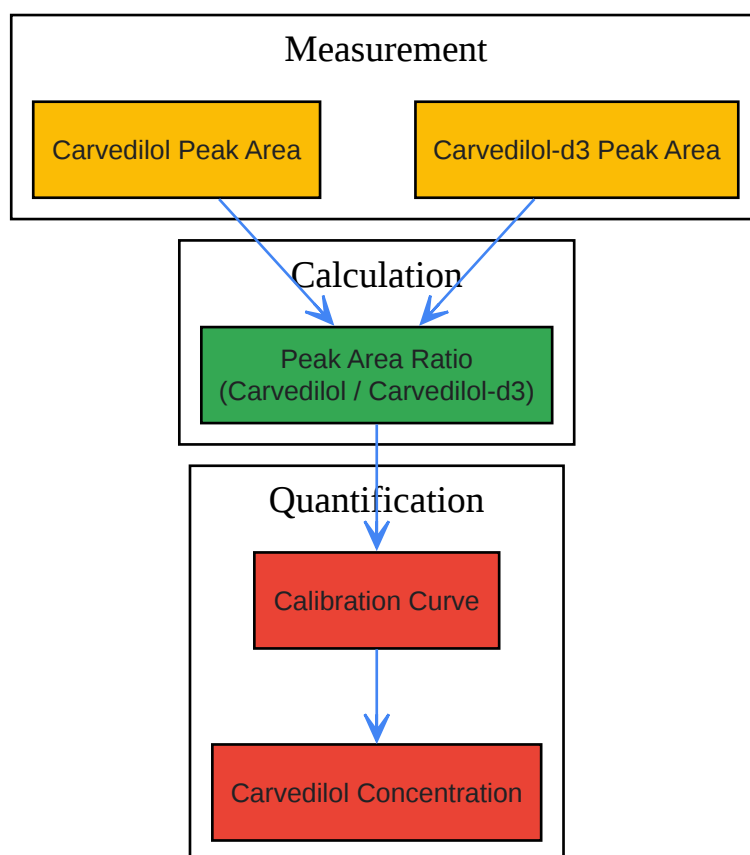 Measurement
Carvedilol Peak Area
Carvedilol-d3 Peak Area
Calculation
Peak Area Ratio
(Carvedilol / Carvedilol-d3)
Quantification
Calibration Curve
Carvedilol Concentration